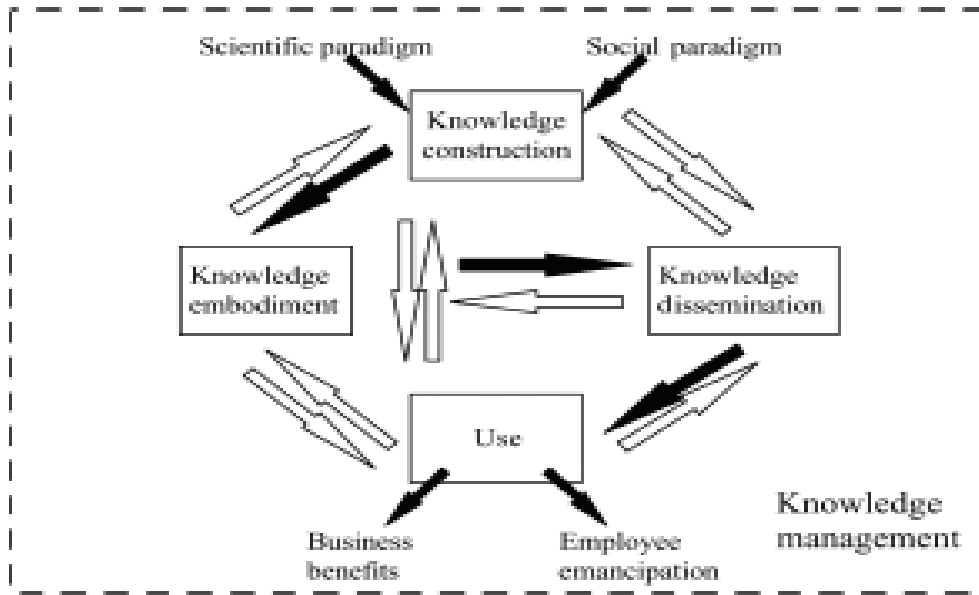 Scientific paradigm
Social paradigm
Knowledge
construction
Knowledge
embodiment
Knowledge
dissemination
Use
Business
benefits
Employee
emancipation
Knowledge
management